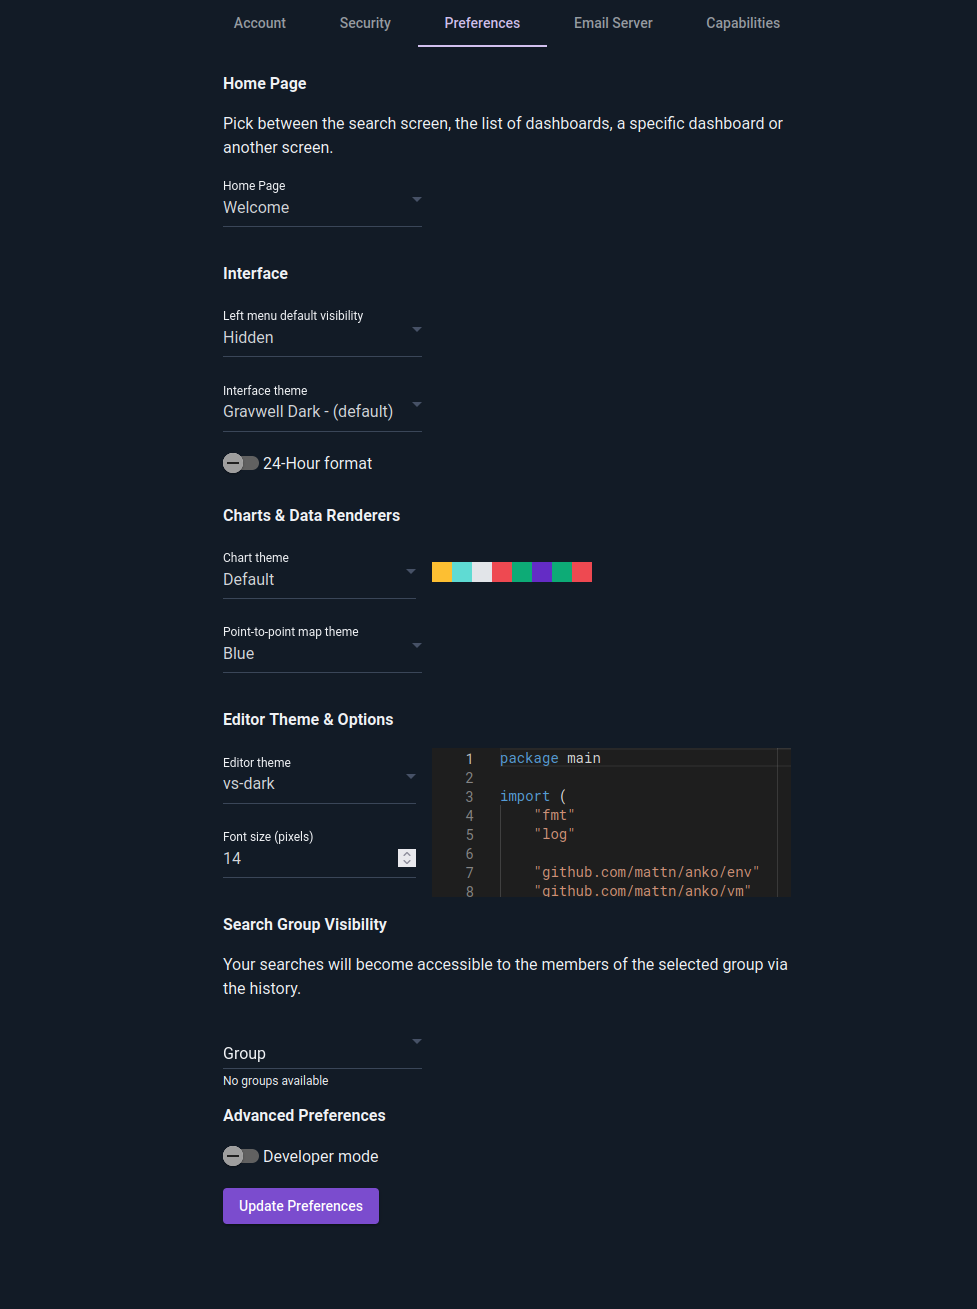 Account Security Preferences Email Server Capabilities
Home Page
Pick between the search screen, the list of dashboards, a specific dashboard or
another screen.
Home Page
Welcome
Interface
Left menu default visibility
Hidden
Interface theme
Gravwell Dark - (default)
24-Hour format
Charts & Data Renderers
Chart theme
Default
Point-to-point map theme
Blue
Editor Theme & Options
Editor theme
vs-dark
Font size (pixels)
14
1 package main
2
3 import (
4 "fmt"
5 "log"
6
7 "github.com/mattn/anko/env"
8 "github.com/mattn/anko/vm"
Search Group Visibility
Your searches will become accessible to the members of the selected group via
the history.
Group
No groups available
Advanced Preferences
Developer mode
Update Preferences